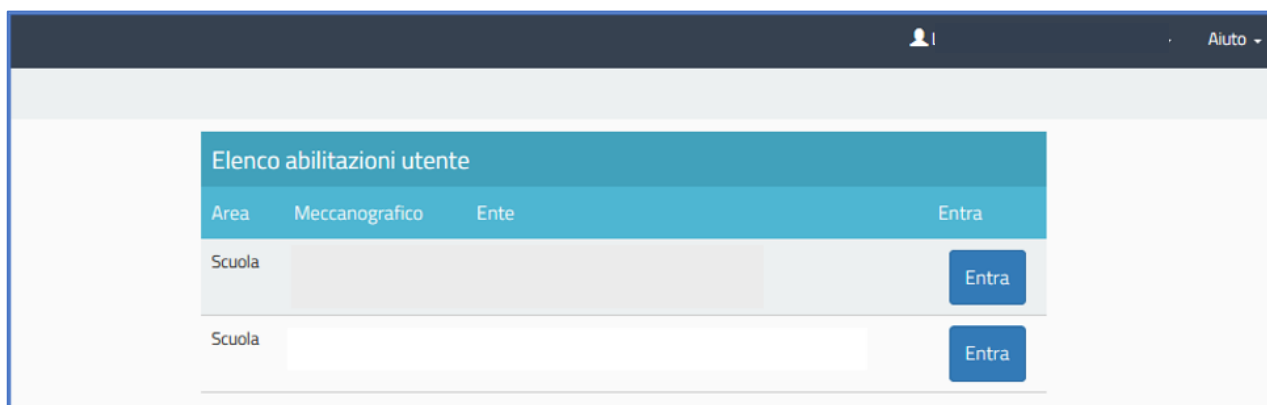 Aiuto
Elenco abilitazioni utente
Area Meccanografico Ente Entra
Scuola Entra
Scuola Entra